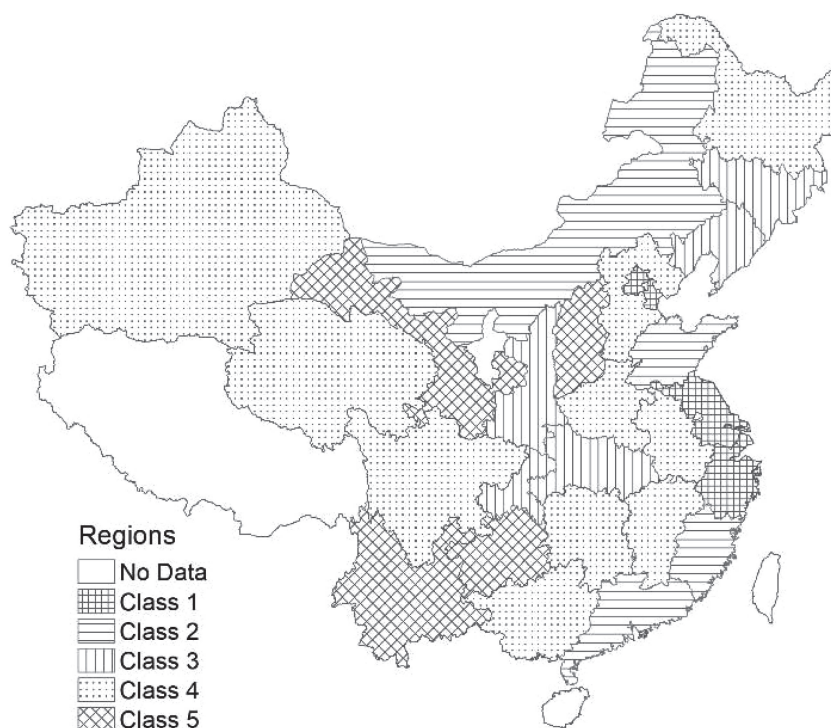 Regions
No Data
Class 1
Class 2
Class 3
Class 4
Class 5